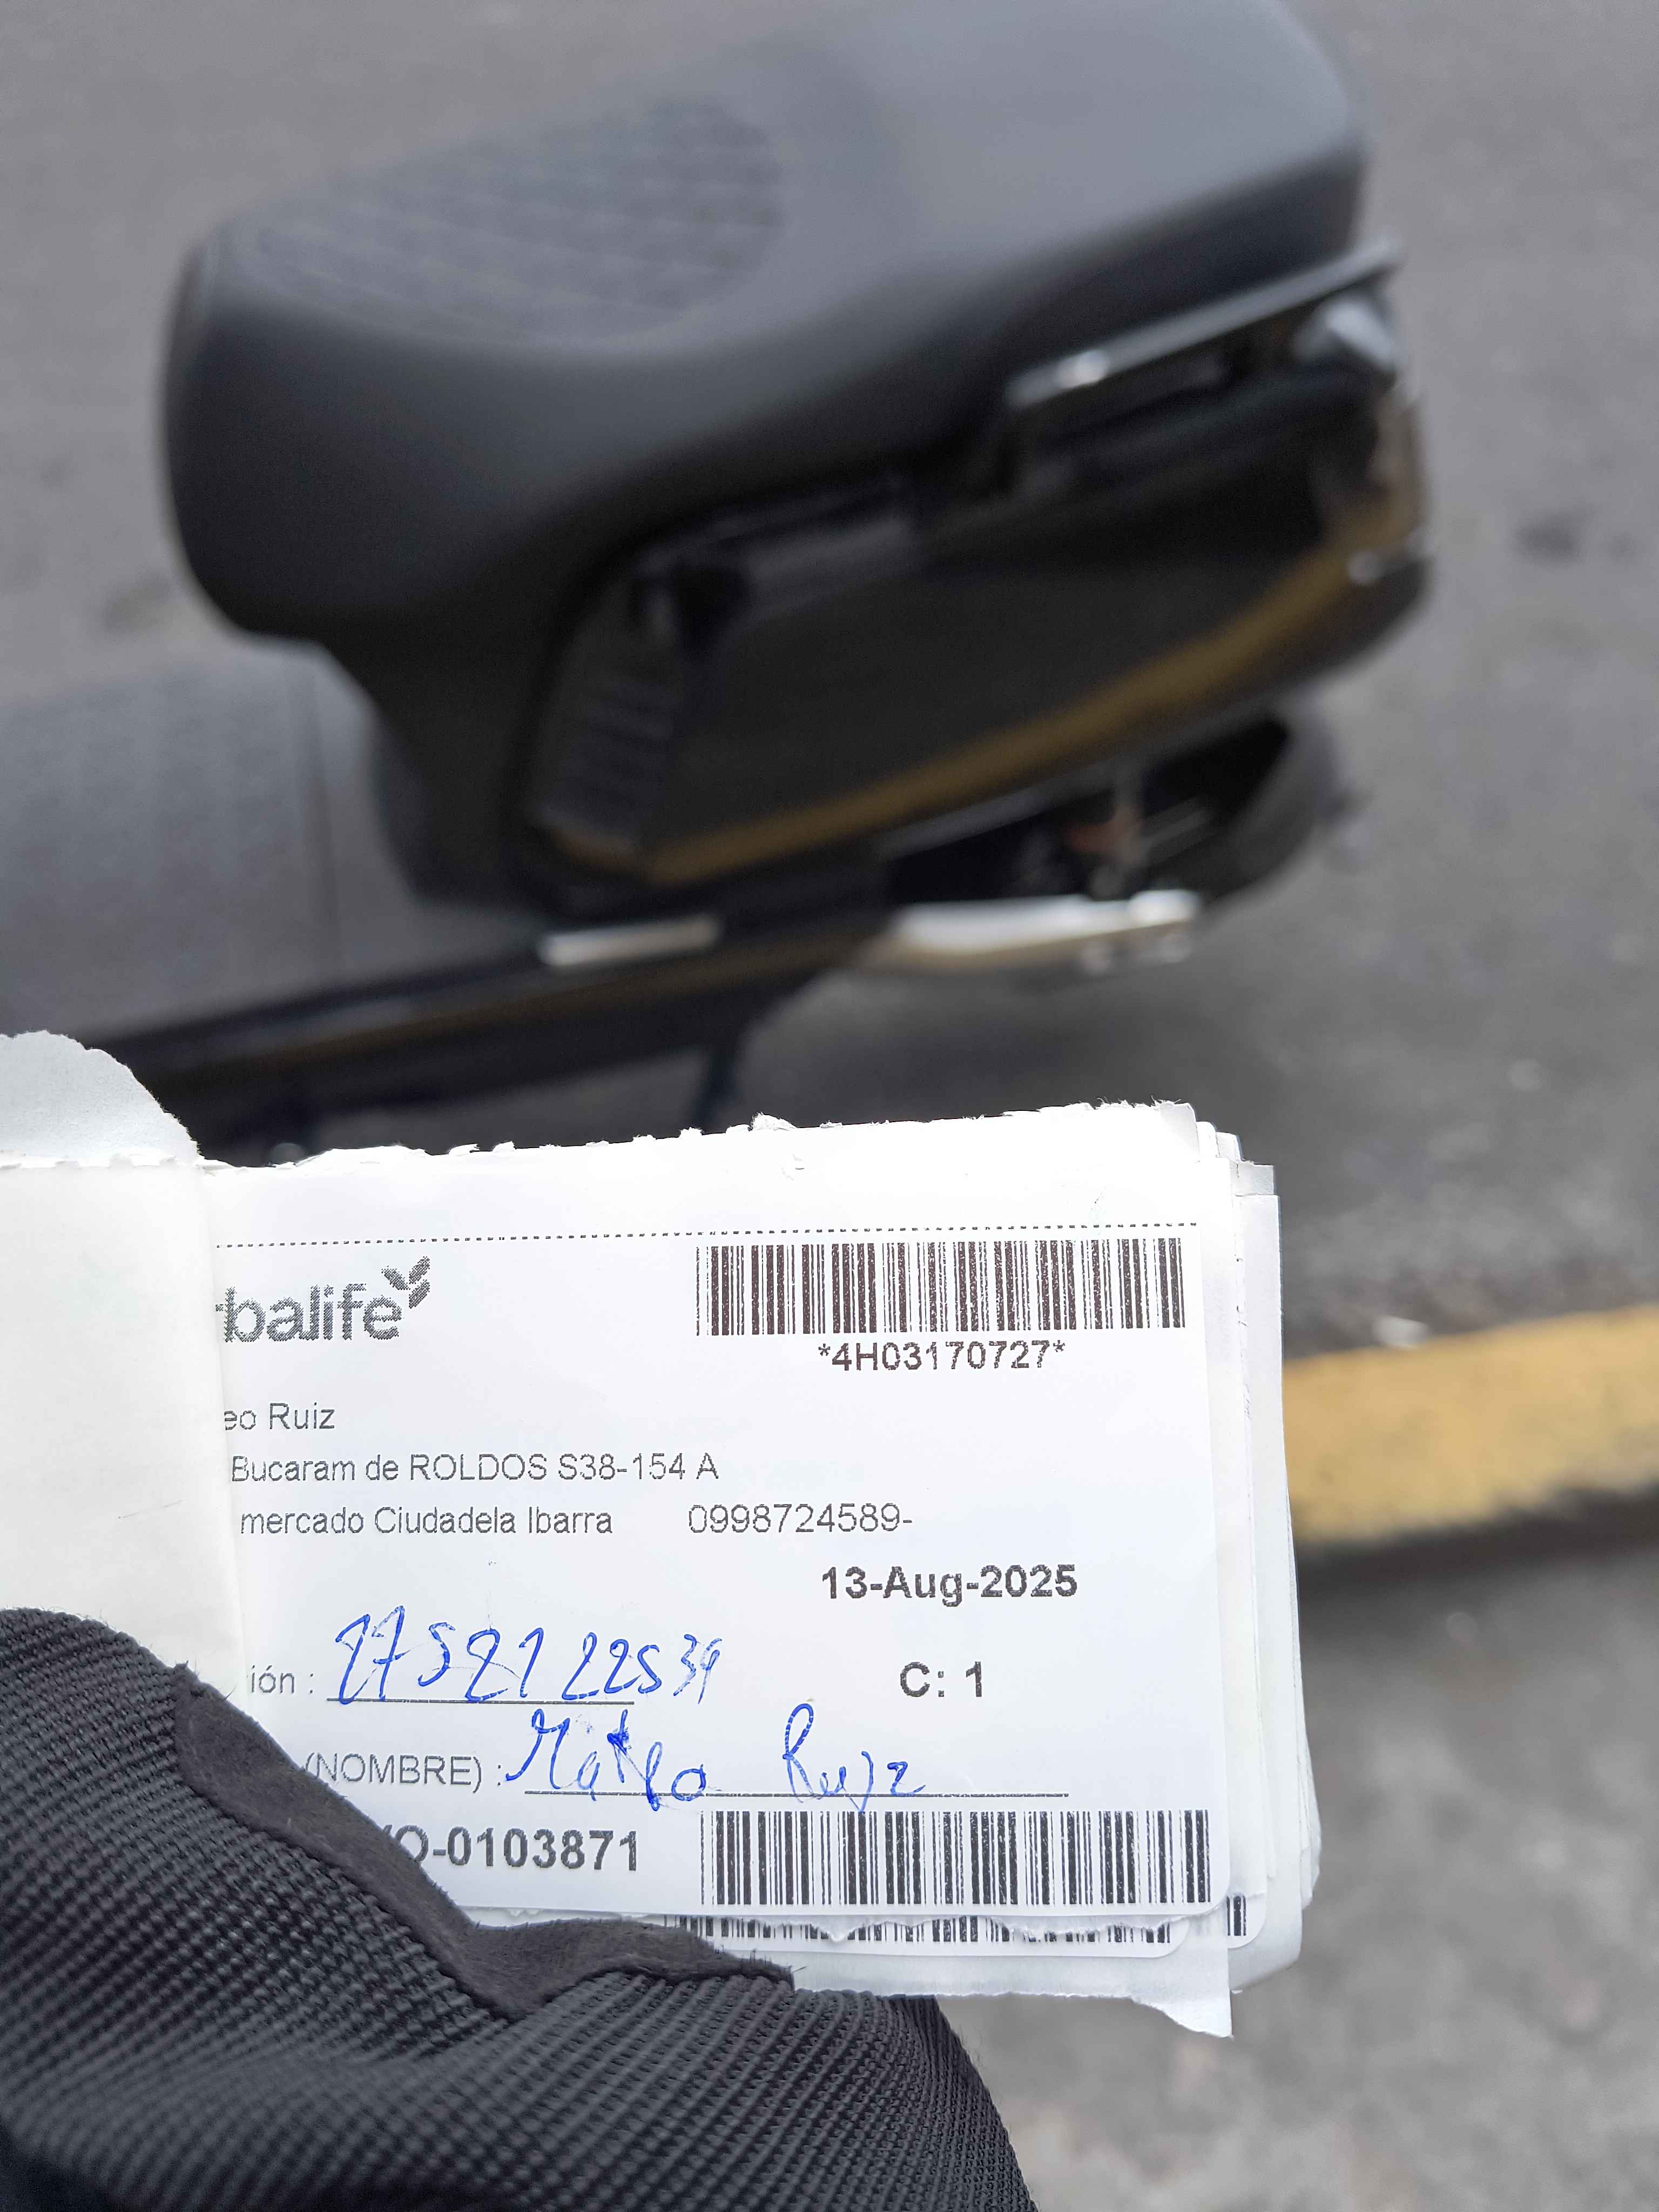 rbalife
*4H03170727*
eo Ruiz
Bucaram de ROLDOS S38-154 A
mercado Ciudadela Ibarra 0998724589-
13-Aug-2025
ión :
C: 1
(NOMBRE) : Mateo Ruiz
O-0103871